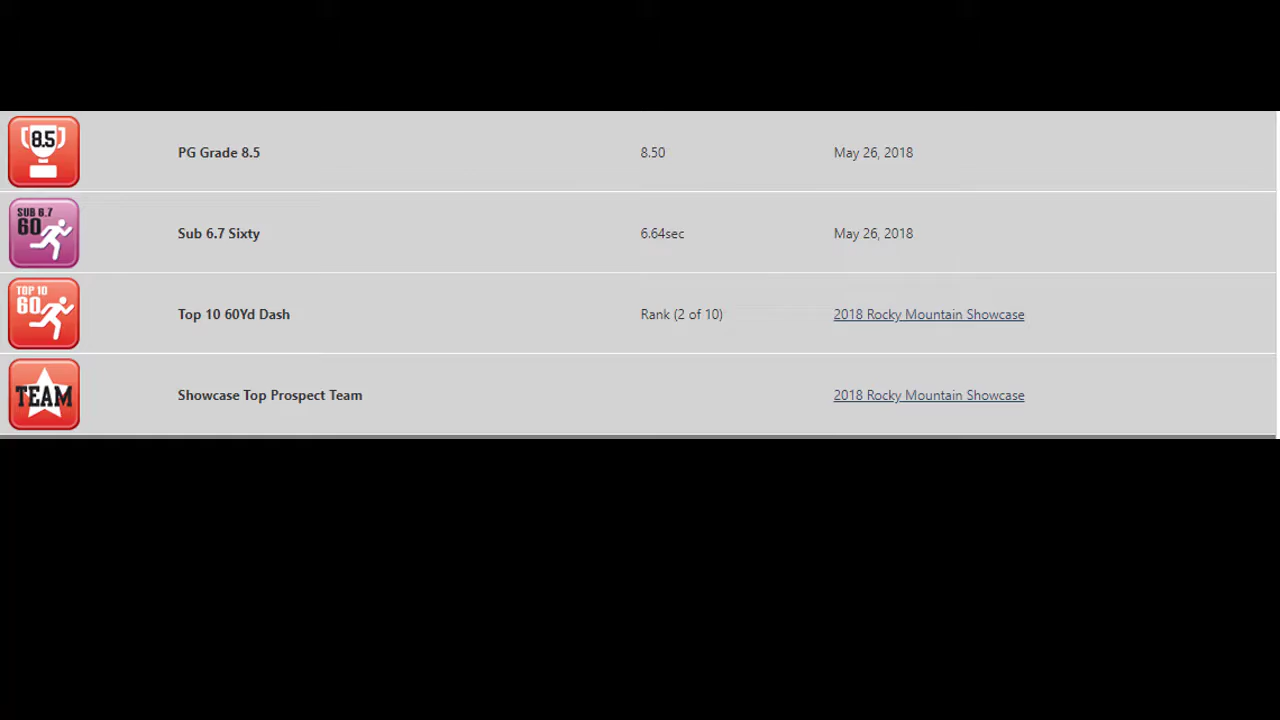 8.5
PG Grade 8.5 8.50 May 26, 2018
SUB 6.7
60
Sub 6.7 Sixty 6.64sec May 26, 2018
TOP 10
60
Top 10 60Yd Dash Rank (2 of 10) 2018 Rocky Mountain Showcase
TEAM
Showcase Top Prospect Team 2018 Rocky Mountain Showcase